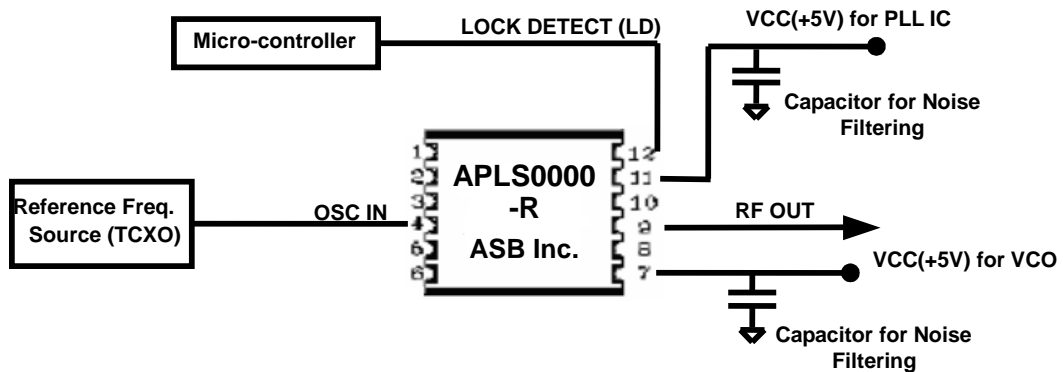 VCC(+5V) for PLL IC
LOCK DETECT (LD)
Micro-controller
Capacitor for Noise
Filtering
1
2
3
4
5
6
APLS0000
-R
ASB Inc.
12
11
10
9
8
7
Reference Freq.
Source (TCXO)
OSC IN
RF OUT
VCC(+5V) for VCO
Capacitor for Noise
Filtering